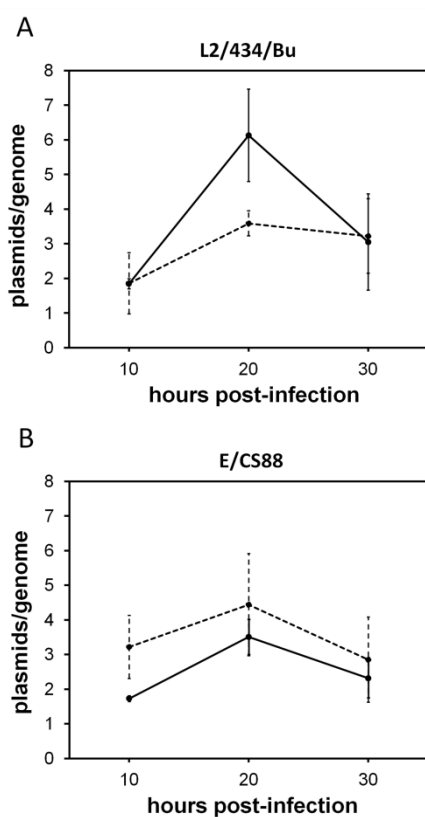 A
L2/434/Bu
8
7
6
5
4
3
2
1
0
plasmids/genome
10 20 30
hours post-infection
B
E/CS88
8
7
6
5
4
3
2
1
0
plasmids/genome
10 20 30
hours post-infection